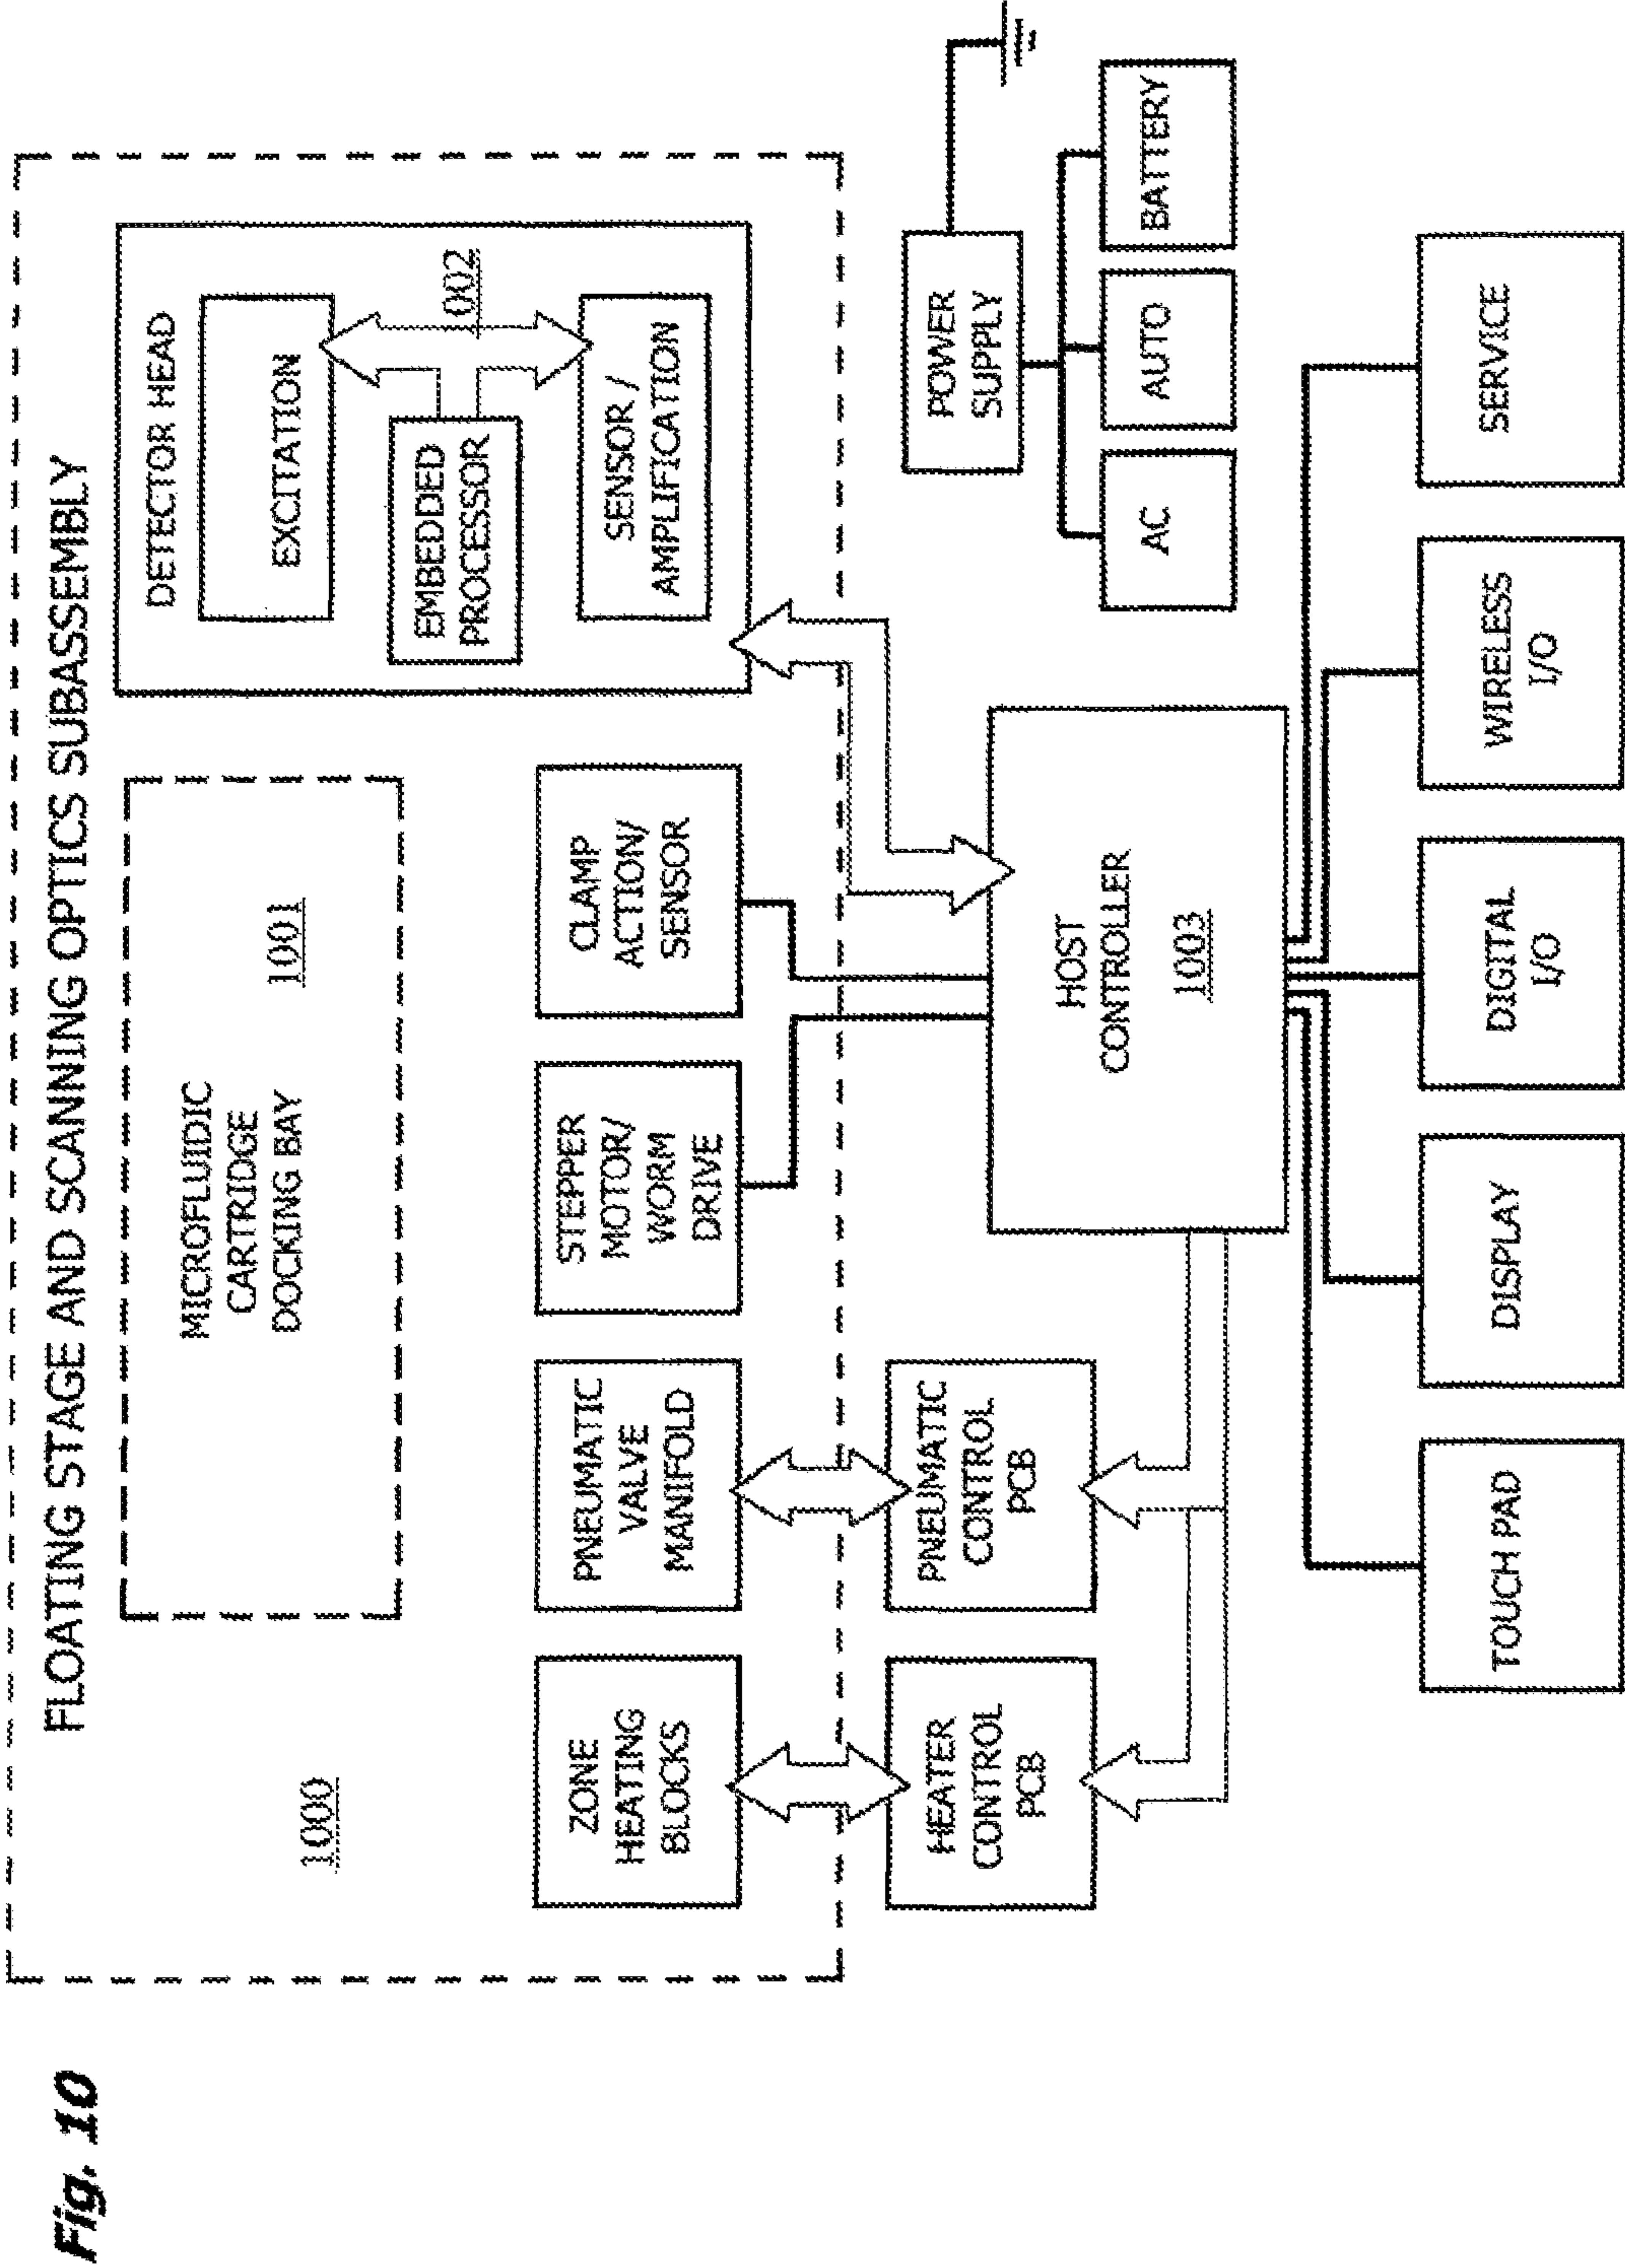 Fig. 10
FLOATING STAGE AND SCANNING OPTICS SUBASSEMBLY
1000
MICROFLUIDIC
CARTRIDGE
DOCKING BAY
1001
DETECTOR HEAD
EXCITATION
002
EMBEDDED
PROCESSOR
SENSOR /
AMPLIFICATION
ZONE
HEATING
BLOCKS
PNEUMATIC
VALVE
MANIFOLD
STEPPER
MOTOR/
WORM
DRIVE
CLAMP
ACTION/
SENSOR
HEATER
CONTROL
PCB
PNEUMATIC
CONTROL
PCB
HOST
CONTROLLER
1003
POWER
SUPPLY
AC
AUTO
BATTERY
TOUCH PAD
DISPLAY
DIGITAL
I/O
WIRELESS
I/O
SERVICE